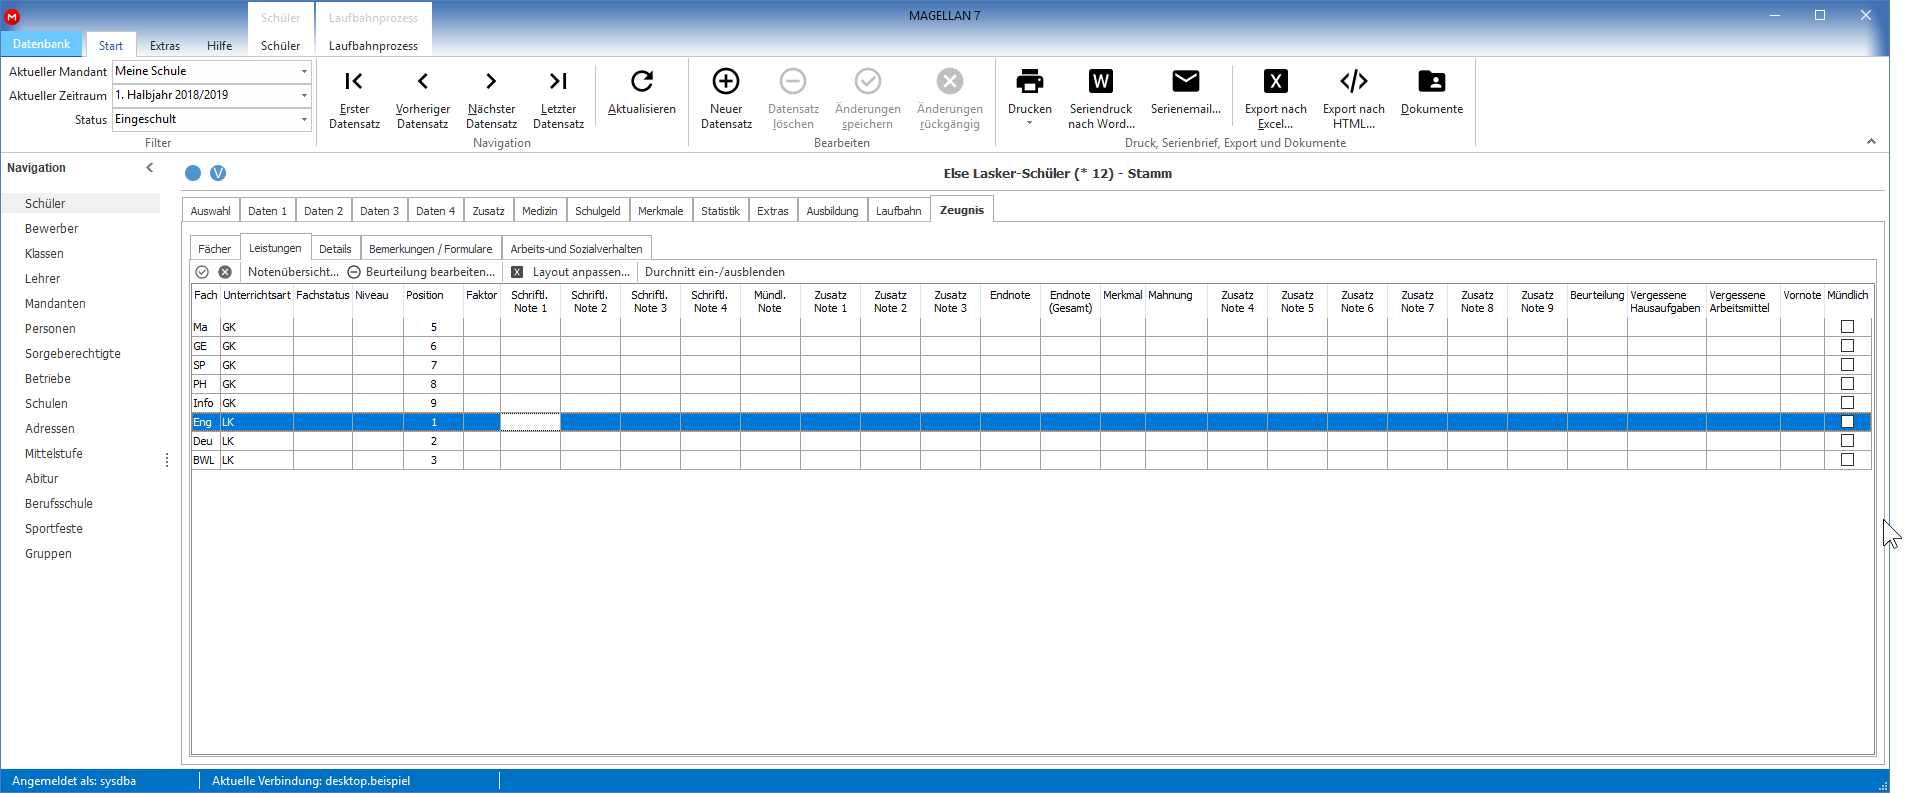 MAGELLAN 7
Schüler
Laufbahnprozess
Datenbank
Start
Extras
Hilfe
Schüler
Laufbahnprozess
Aktueller Mandant
Meine Schule
Aktueller Zeitraum
1. Halbjahr 2018/2019
Status
Eingeschult
Filter
Erster
Datensatz
Vorheriger
Datensatz
Nächster
Datensatz
Letzter
Datensatz
Navigation
Aktualisieren
Neuer
Datensatz
Datensatz
löschen
Änderungen
speichern
Änderungen
rückgängig
Bearbeiten
Drucken
Seriendruck
nach Word...
Serienemail...
Export nach
Excel...
Export nach
HTML...
Dokumente
Druck, Serienbrief, Export und Dokumente
Navigation
Schüler
Bewerber
Klassen
Lehrer
Mandanten
Personen
Sorgeberechtigte
Betriebe
Schulen
Adressen
Mittelstufe
Abitur
Berufsschule
Sportfeste
Gruppen
V
Else Lasker-Schüler (* 12) - Stamm
Auswahl Daten 1 Daten 2 Daten 3 Daten 4 Zusatz Medizin Schulgeld Merkmale Statistik Extras Ausbildung Laufbahn Zeugnis
Fächer Leistungen Details Bemerkungen / Formulare Arbeits-und Sozialverhalten
Notenübersicht... Beurteilung bearbeiten... X Layout anpassen... Durchnitt ein-/ausblenden
Fach Unterrichtsart Fachstatus Niveau Position Faktor Schriftl. Note 1 Schriftl. Note 2 Schriftl. Note 3 Schriftl. Note 4 Mündl. Note Zusatz Note 1 Zusatz Note 2 Zusatz Note 3 Endnote Endnote (Gesamt) Merkmal Mahnung Zusatz Note 4 Zusatz Note 5 Zusatz Note 6 Zusatz Note 7 Zusatz Note 8 Zusatz Note 9 Beurteilung Vergessene Hausaufgaben Vergessene Arbeitsmittel Vornote Mündlich
Ma GK 5
GE GK 6
SP GK 7
PH GK 8
Info GK 9
Eng LK 1
Deu LK 2
BWL LK 3
Angemeldet als: sysdba
Aktuelle Verbindung: desktop.beispiel